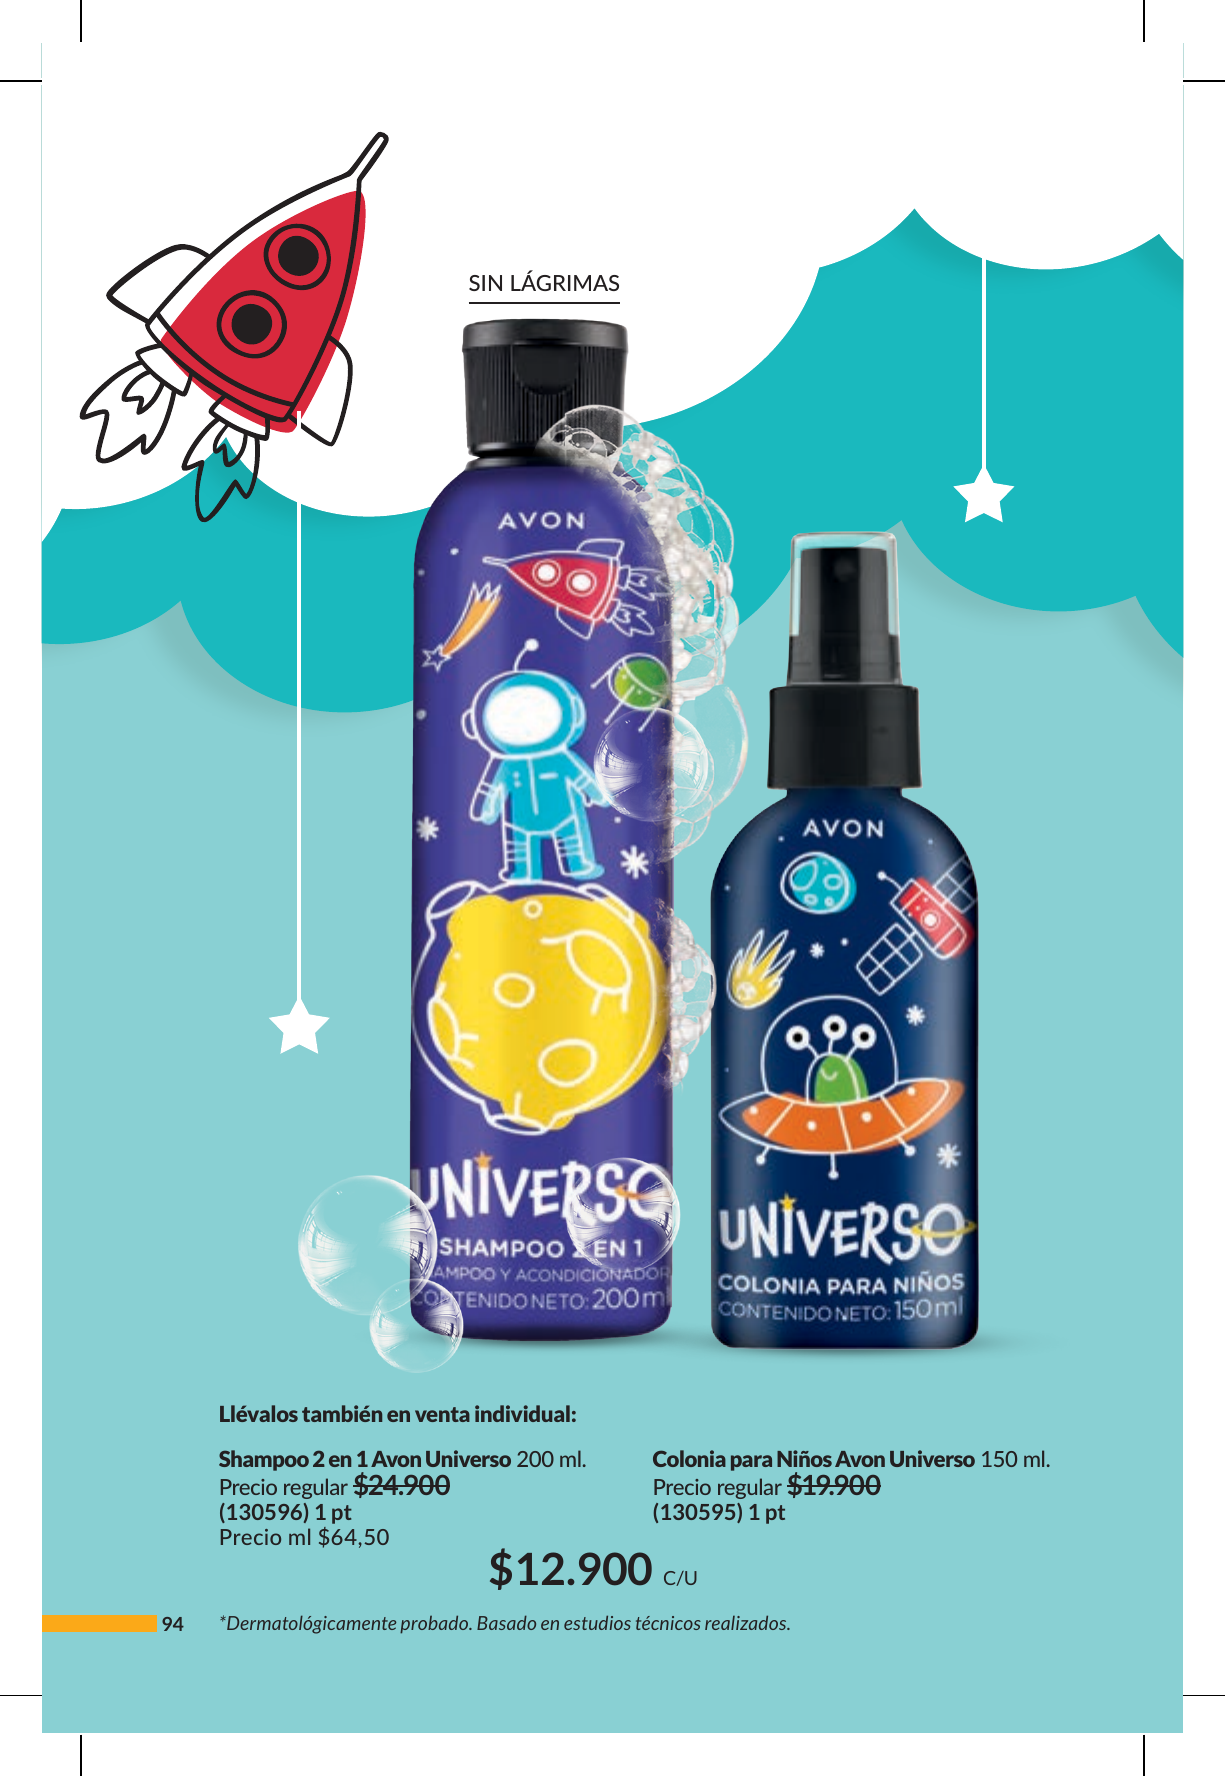 SIN LÁGRIMAS
AVON
UNIVERSO
SHAMPOO 2 EN 1
SHAMPOO Y ACONDICIONADOR
CONTENIDO NETO: 200 ml
AVON
UNIVERSO
COLONIA PARA NIÑOS
CONTENIDO NETO: 150 ml
Llévalos también en venta individual:
Shampoo 2 en 1 Avon Universo 200 ml.
Precio regular $24.900
(130596) 1 pt
Precio ml $64,50
Colonia para Niños Avon Universo 150 ml.
Precio regular $19.900
(130595) 1 pt
$12.900 C/U
94
*Dermatológicamente probado. Basado en estudios técnicos realizados.